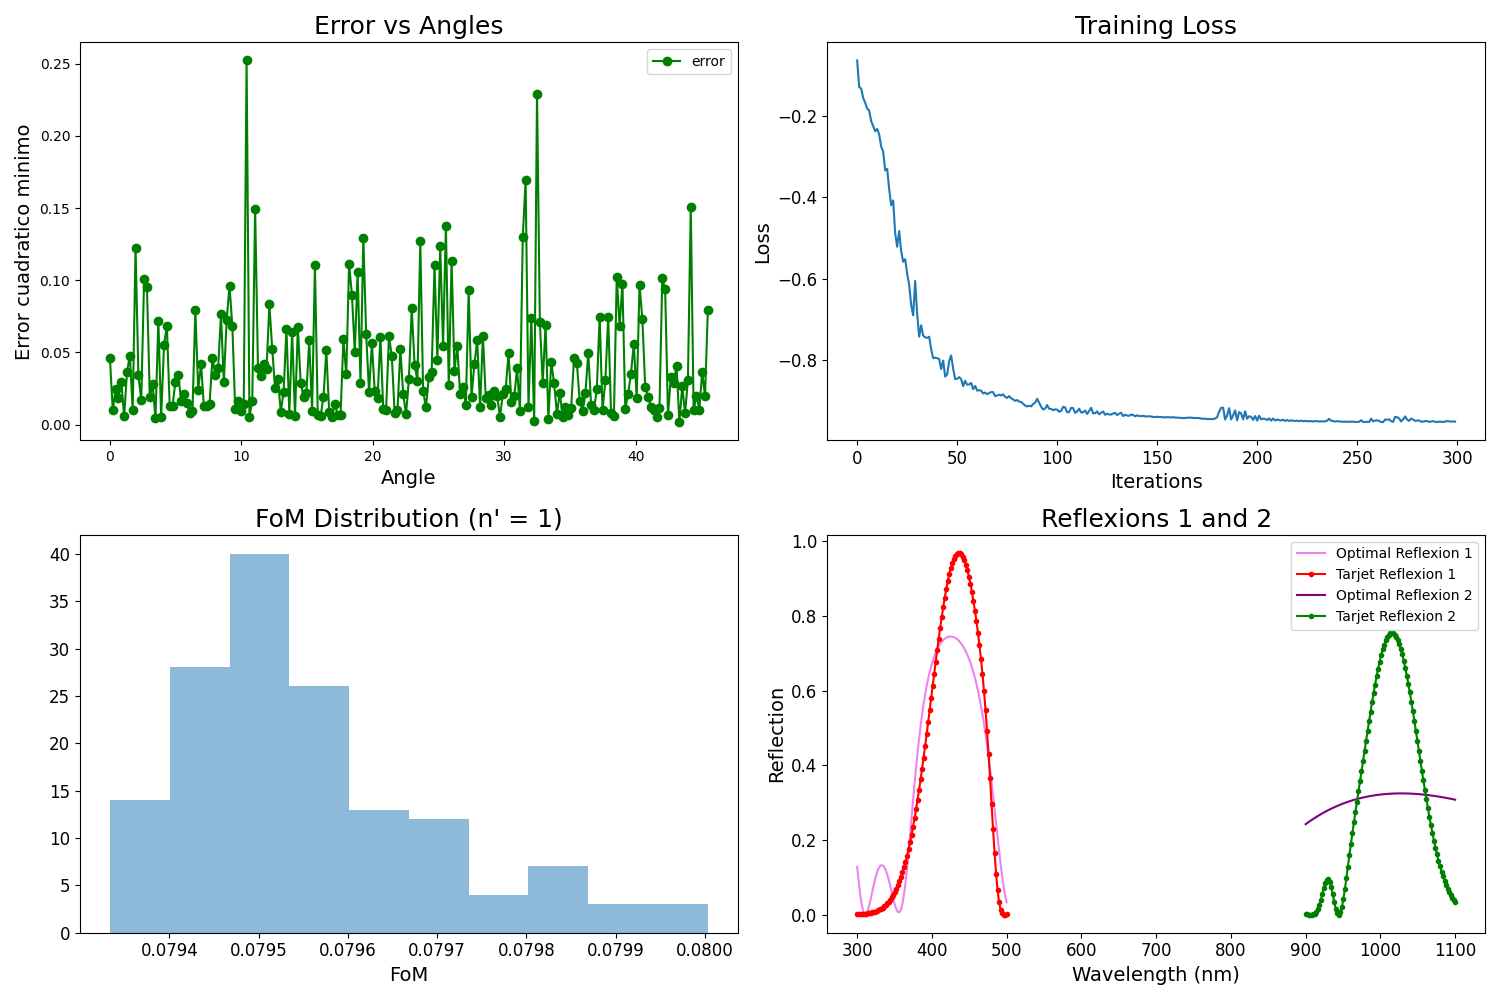 Error vs Angles
error
Error cuadratico minimo
0.25
0.20
0.15
0.10
0.05
0.00
0 10 20 30 40
Angle
Training Loss
Loss
−0.2
−0.4
−0.6
−0.8
0 50 100 150 200 250 300
Iterations
FoM Distribution (n' = 1)
40
35
30
25
20
15
10
5
0
0.0794 0.0795 0.0796 0.0797 0.0798 0.0799 0.0800
FoM
Reflexions 1 and 2
Optimal Reflexion 1
Tarjet Reflexion 1
Optimal Reflexion 2
Tarjet Reflexion 2
Reflection
1.0
0.8
0.6
0.4
0.2
0.0
300 400 500 600 700 800 900 1000 1100
Wavelength (nm)